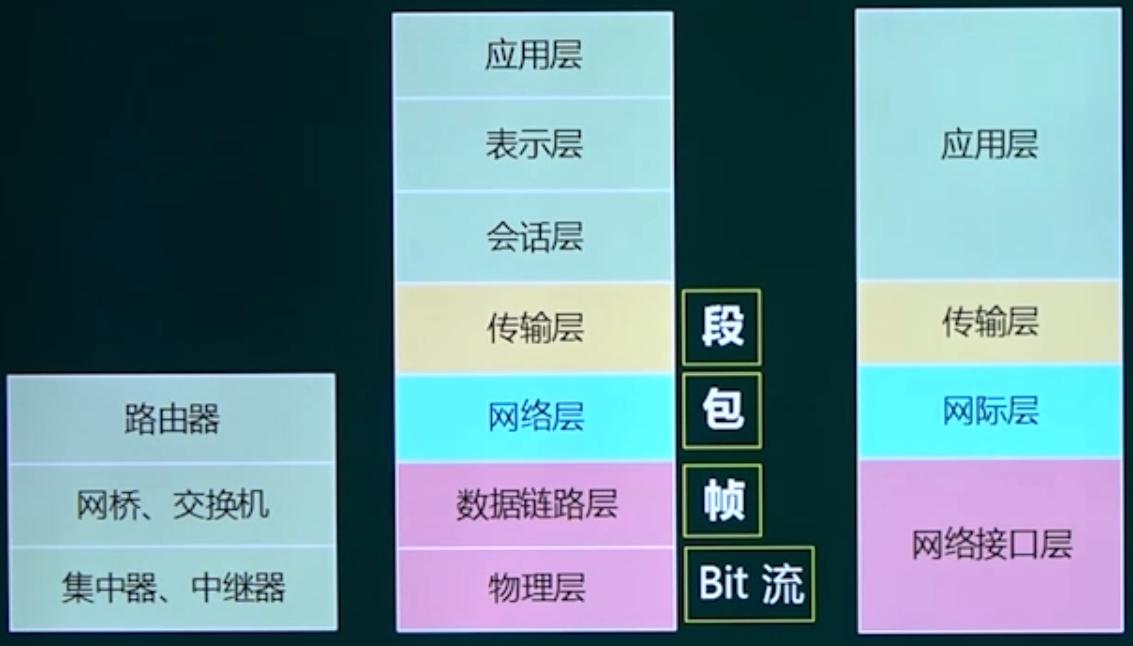 应用层
表示层
会话层
传输层
网络层
数据链路层
物理层
段
包
帧
Bit 流
路由器
网桥、交换机
集中器、中继器
应用层
传输层
网际层
网络接口层